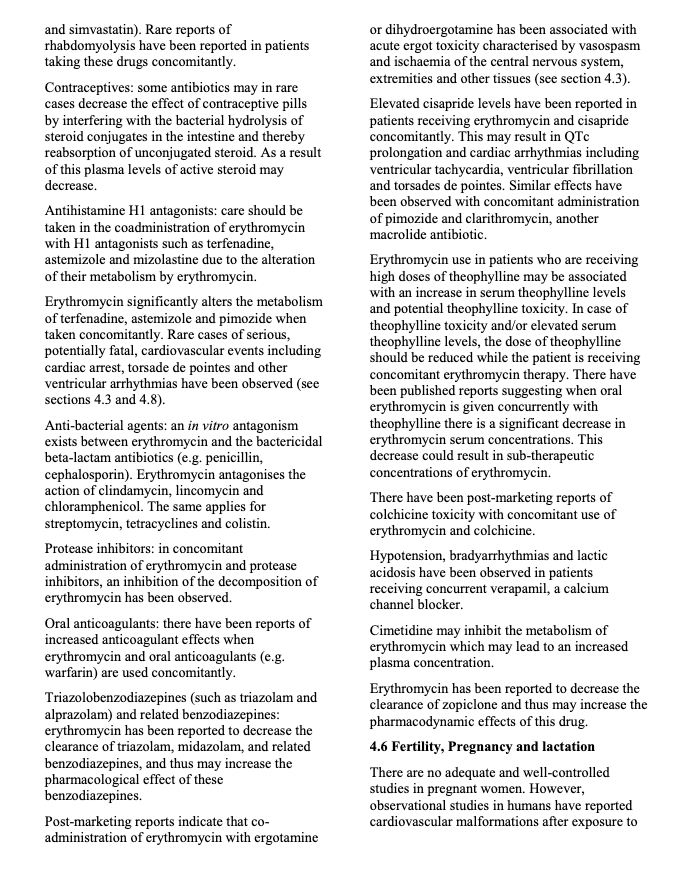 and simvastatin). Rare reports of
rhabdomyolysis have been reported in patients
taking these drugs concomitantly.
Contraceptives: some antibiotics may in rare
cases decrease the effect of contraceptive pills
by interfering with the bacterial hydrolysis of
steroid conjugates in the intestine and thereby
reabsorption of unconjugated steroid. As a result
of this plasma levels of active steroid may
decrease.
Antihistamine H1 antagonists: care should be
taken in the coadministration of erythromycin
with H1 antagonists such as terfenadine,
astemizole and mizolastine due to the alteration
of their metabolism by erythromycin.
Erythromycin significantly alters the metabolism
of terfenadine, astemizole and pimozide when
taken concomitantly. Rare cases of serious,
potentially fatal, cardiovascular events including
cardiac arrest, torsade de pointes and other
ventricular arrhythmias have been observed (see
sections 4.3 and 4.8).
Anti-bacterial agents: an in vitro antagonism
exists between erythromycin and the bactericidal
beta-lactam antibiotics (e.g. penicillin,
cephalosporin). Erythromycin antagonises the
action of clindamycin, lincomycin and
chloramphenicol. The same applies for
streptomycin, tetracyclines and colistin.
Protease inhibitors: in concomitant
administration of erythromycin and protease
inhibitors, an inhibition of the decomposition of
erythromycin has been observed.
Oral anticoagulants: there have been reports of
increased anticoagulant effects when
erythromycin and oral anticoagulants (e.g.
warfarin) are used concomitantly.
Triazolobenzodiazepines (such as triazolam and
alprazolam) and related benzodiazepines:
erythromycin has been reported to decrease the
clearance of triazolam, midazolam, and related
benzodiazepines, and thus may increase the
pharmacological effect of these
benzodiazepines.
Post-marketing reports indicate that co-
administration of erythromycin with ergotamine
or dihydroergotamine has been associated with
acute ergot toxicity characterised by vasospasm
and ischaemia of the central nervous system,
extremities and other tissues (see section 4.3).
Elevated cisapride levels have been reported in
patients receiving erythromycin and cisapride
concomitantly. This may result in QTc
prolongation and cardiac arrhythmias including
ventricular tachycardia, ventricular fibrillation
and torsades de pointes. Similar effects have
been observed with concomitant administration
of pimozide and clarithromycin, another
macrolide antibiotic.
Erythromycin use in patients who are receiving
high doses of theophylline may be associated
with an increase in serum theophylline levels
and potential theophylline toxicity. In case of
theophylline toxicity and/or elevated serum
theophylline levels, the dose of theophylline
should be reduced while the patient is receiving
concomitant erythromycin therapy. There have
been published reports suggesting when oral
erythromycin is given concurrently with
theophylline there is a significant decrease in
erythromycin serum concentrations. This
decrease could result in sub-therapeutic
concentrations of erythromycin.
There have been post-marketing reports of
colchicine toxicity with concomitant use of
erythromycin and colchicine.
Hypotension, bradyarrhythmias and lactic
acidosis have been observed in patients
receiving concurrent verapamil, a calcium
channel blocker.
Cimetidine may inhibit the metabolism of
erythromycin which may lead to an increased
plasma concentration.
Erythromycin has been reported to decrease the
clearance of zopiclone and thus may increase the
pharmacodynamic effects of this drug.
4.6 Fertility, Pregnancy and lactation
There are no adequate and well-controlled
studies in pregnant women. However,
observational studies in humans have reported
cardiovascular malformations after exposure to